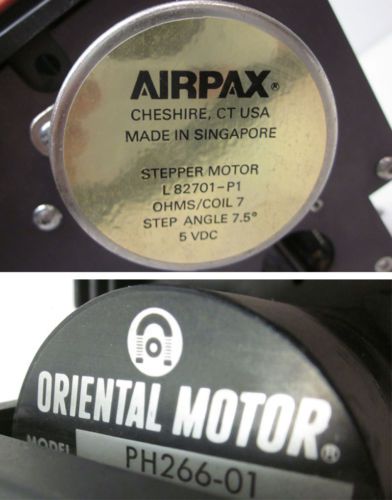 AIRPAX®
CHESHIRE, CT USA
MADE IN SINGAPORE
STEPPER MOTOR
L82701-P1
OHMS/COIL 7
STEP ANGLE 7.5°
5 VDC
ORIENTAL MOTOR®
MODEL
PH266-01